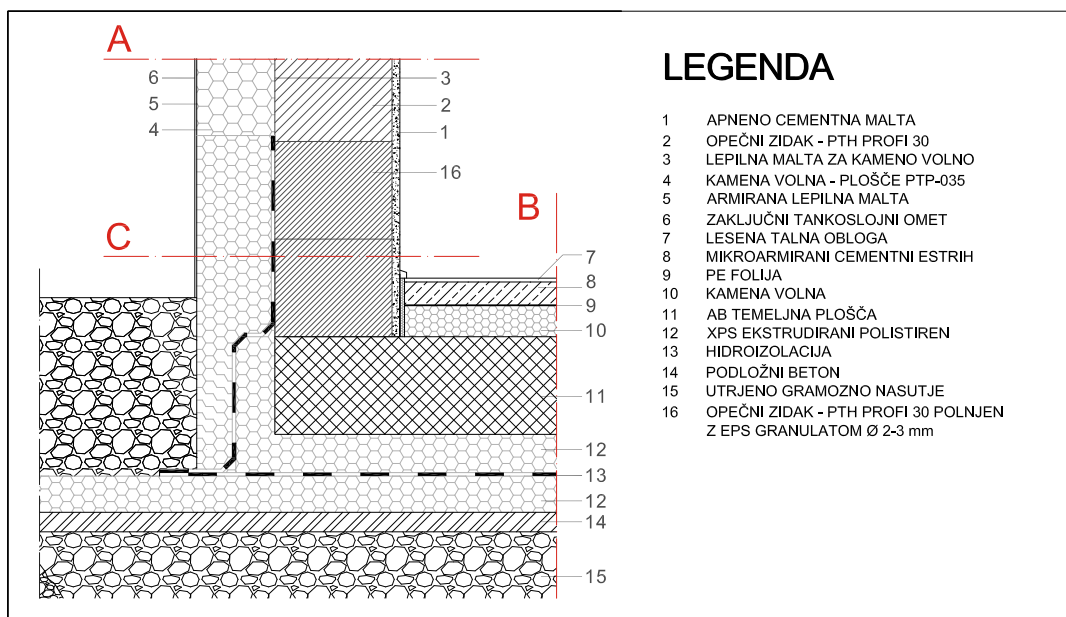 A
6
3
5
2
4
1
16
B
C
7
8
9
10
11
12
13
12
14
15
LEGENDA
1 APNENO CEMENTNA MALTA
2 OPEČNI ZIDAK - PTH PROFI 30
3 LEPILNA MALTA ZA KAMENO VOLNO
4 KAMENA VOLNA - PLOŠČE PTP-035
5 ARMIRANA LEPILNA MALTA
6 ZAKLJUČNI TANKOSLOJNI OMET
7 LESENA TALNA OBLOGA
8 MIKROARMIRANI CEMENTNI ESTRIH
9 PE FOLIJA
10 KAMENA VOLNA
11 AB TEMELJNA PLOŠČA
12 XPS EKSTRUDIRANI POLISTIREN
13 HIDROIZOLACIJA
14 PODLOŽNI BETON
15 UTRJENO GRAMOZNO NASUTJE
16 OPEČNI ZIDAK - PTH PROFI 30 POLNJEN
Z EPS GRANULATOM Ø 2-3 mm